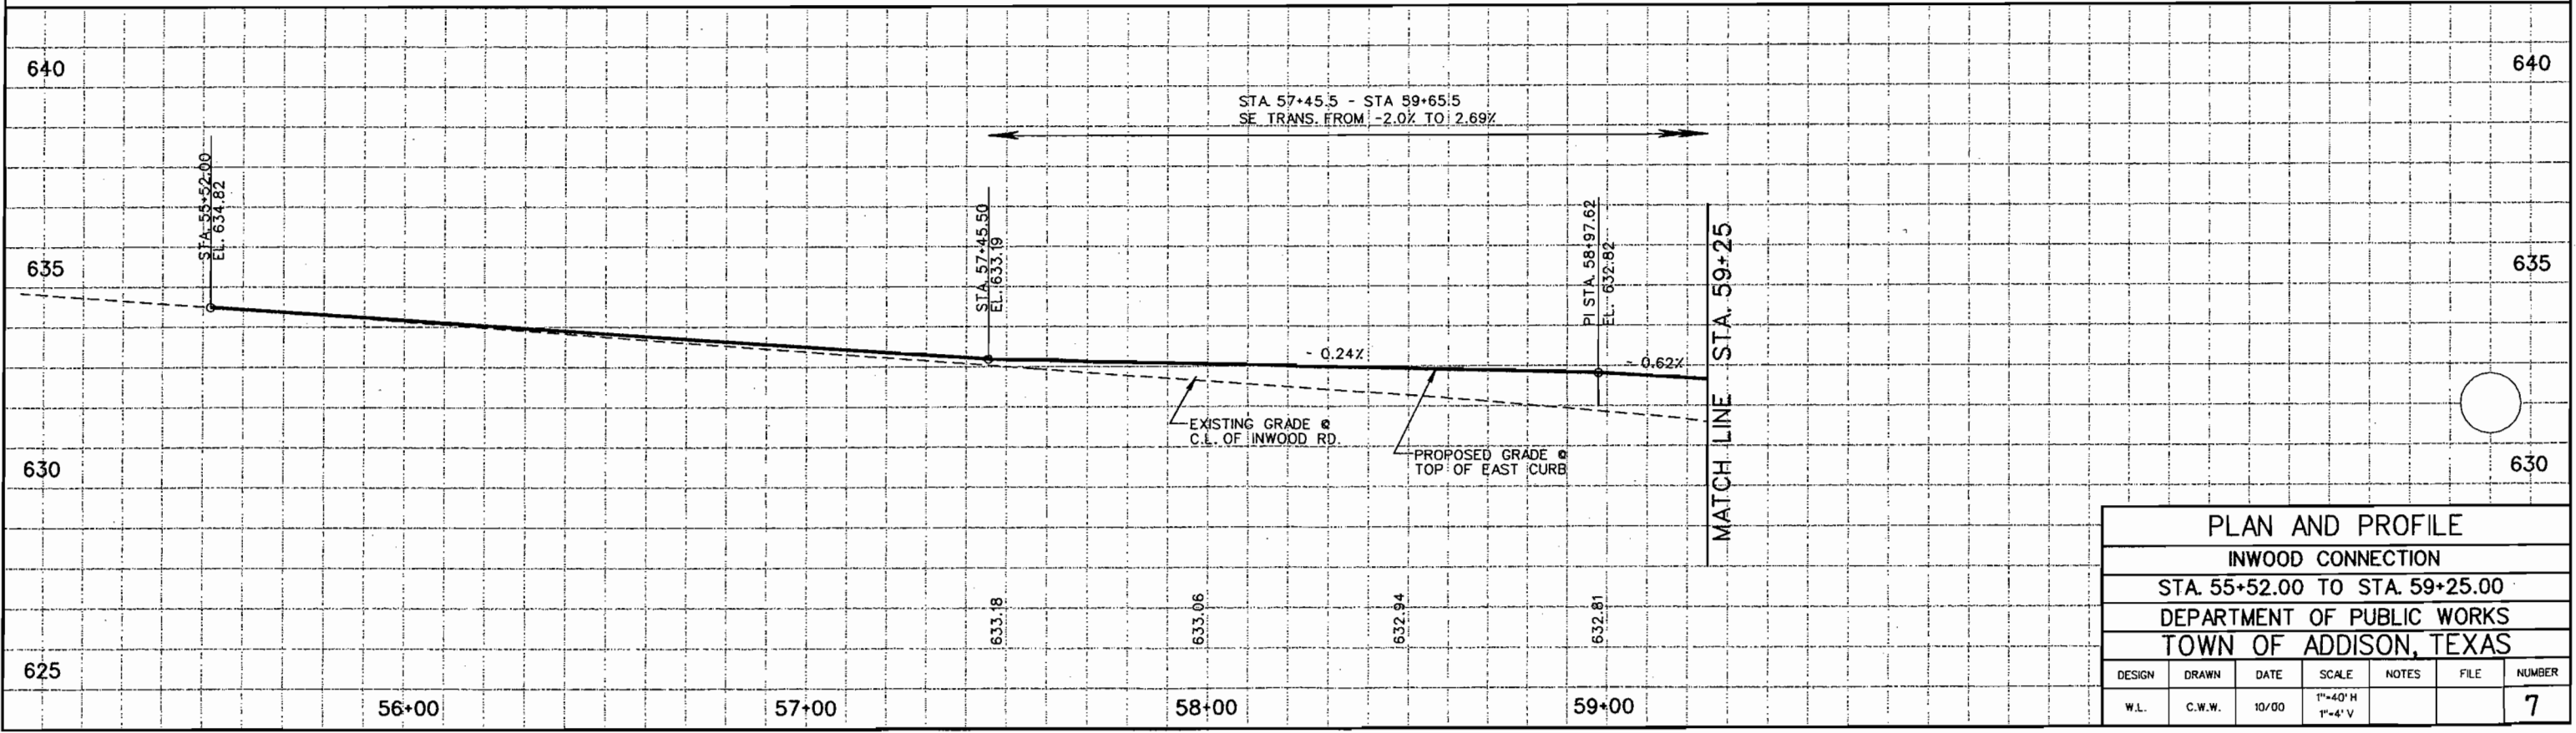 640
640
STA. 57+45.5 - STA 59+65.5
SE TRANS. FROM -2.0% TO 2.69%
STA. 55+52.00
EL. 634.82
STA. 57+45.50
EL. 633.19
PI STA. 58+97.62
EL. 632.82
MATCH LINE STA. 59+25
635
635
- 0.24%
- 0.62%
EXISTING GRADE @
C.L. OF INWOOD RD.
PROPOSED GRADE @
TOP OF EAST CURB
630
630
633.18
633.06
632.94
632.81
625
56+00
57+00
58+00
59+00
PLAN AND PROFILE
INWOOD CONNECTION
STA. 55+52.00 TO STA. 59+25.00
DEPARTMENT OF PUBLIC WORKS
TOWN OF ADDISON, TEXAS
DESIGN DRAWN DATE SCALE NOTES FILE NUMBER
W.L. C.W.W. 10/00 1"=40' H 7
1"=4' V